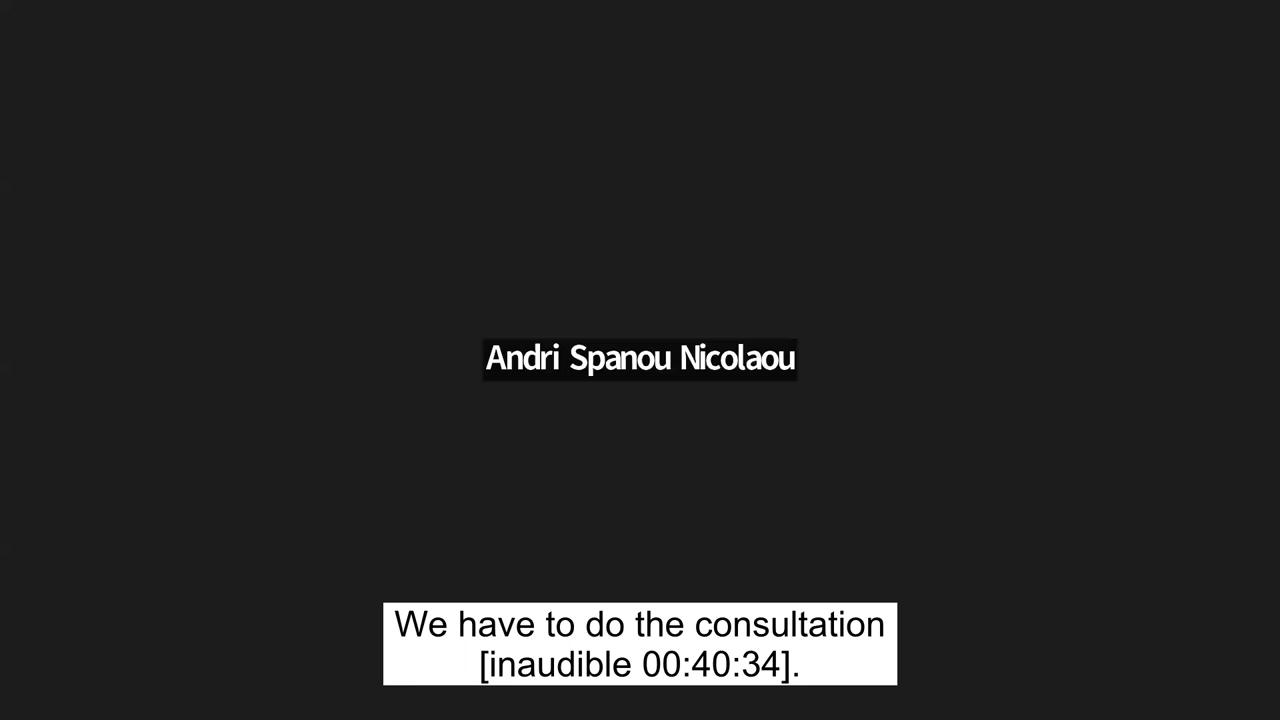 Andri Spanou Nicolaou
We have to do the consultation
[inaudible 00:40:34].